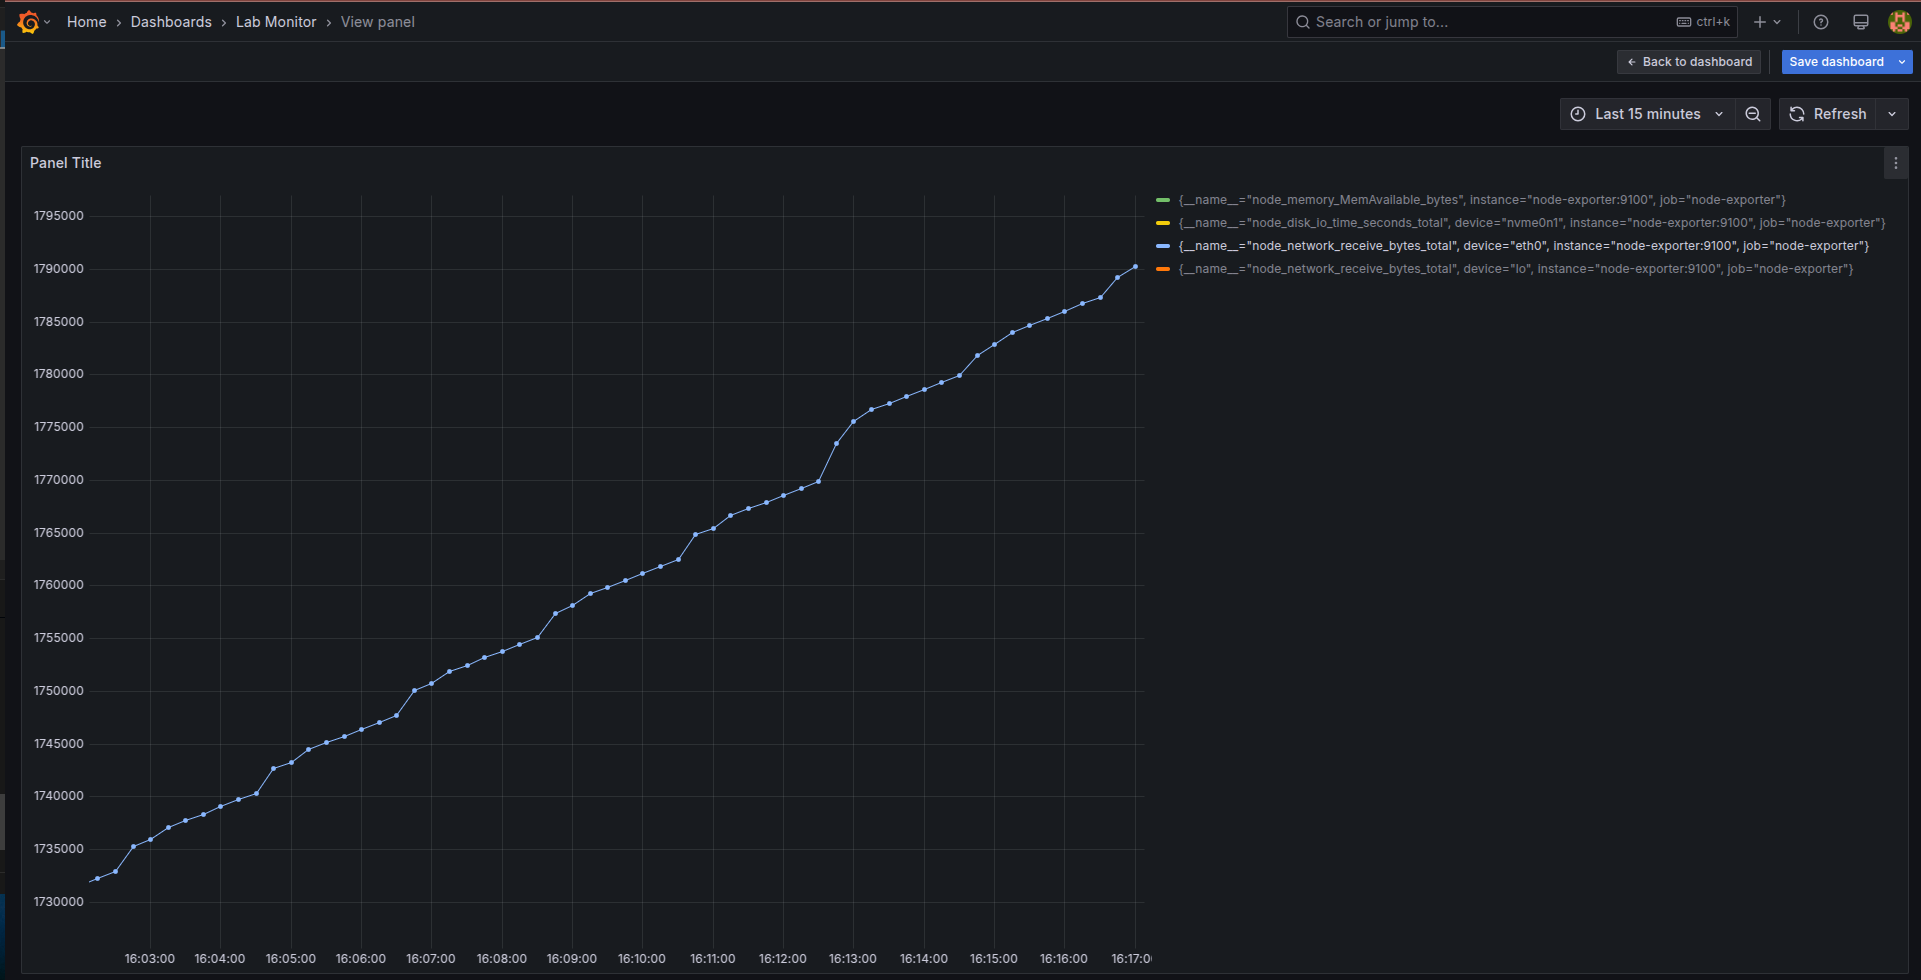 Home › Dashboards › Lab Monitor › View panel
Search or jump to...
ctrl+k
Back to dashboard
Save dashboard
Last 15 minutes
Refresh
Panel Title
1795000
1790000
1785000
1780000
1775000
1770000
1765000
1760000
1755000
1750000
1745000
1740000
1735000
1730000
16:03:00 16:04:00 16:05:00 16:06:00 16:07:00 16:08:00 16:09:00 16:10:00 16:11:00 16:12:00 16:13:00 16:14:00 16:15:00 16:16:00 16:17:0
{__name__="node_memory_MemAvailable_bytes", instance="node-exporter:9100", job="node-exporter"}
{__name__="node_disk_io_time_seconds_total", device="nvme0n1", instance="node-exporter:9100", job="node-exporter"}
{__name__="node_network_receive_bytes_total", device="eth0", instance="node-exporter:9100", job="node-exporter"}
{__name__="node_network_receive_bytes_total", device="lo", instance="node-exporter:9100", job="node-exporter"}